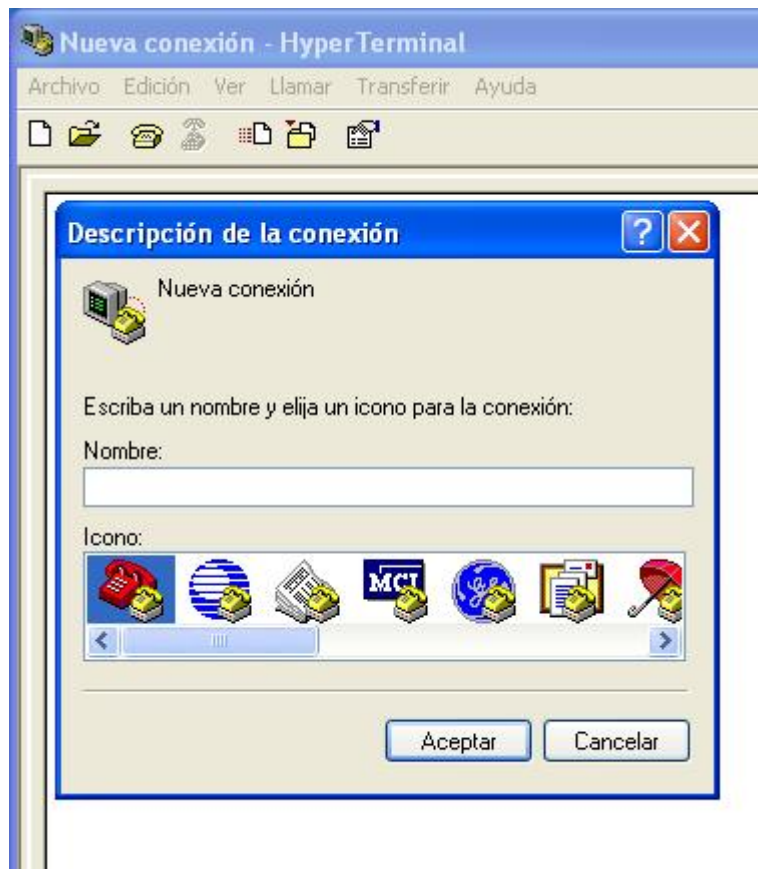 Nueva conexión - HyperTerminal
Archivo Edición Ver Llamar Transferir Ayuda
Descripción de la conexión
Nueva conexión
Escriba un nombre y elija un icono para la conexión:
Nombre:
Icono:
MCI
Aceptar Cancelar